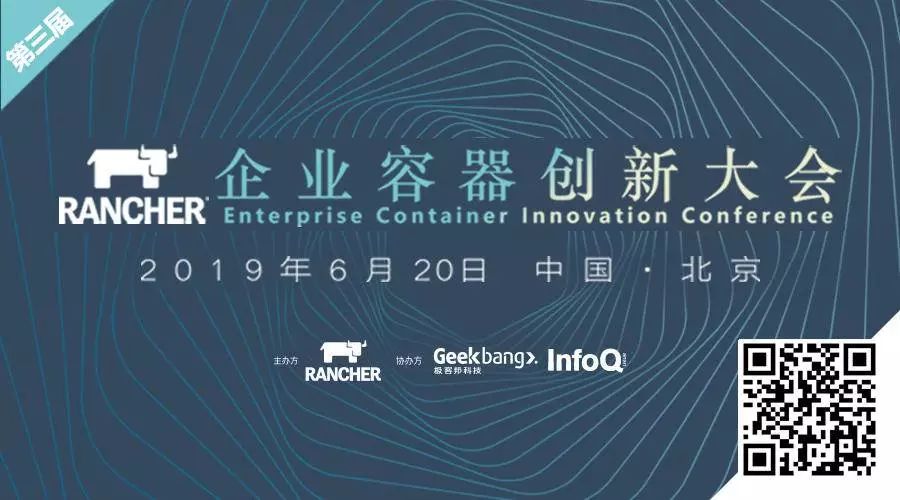 第三届
RANCHER® 企业容器创新大会
Enterprise Container Innovation Conference
2019年6月20日 中国·北京
主办方 RANCHER 协办方 Geekbang>. InfoQ
极客邦科技